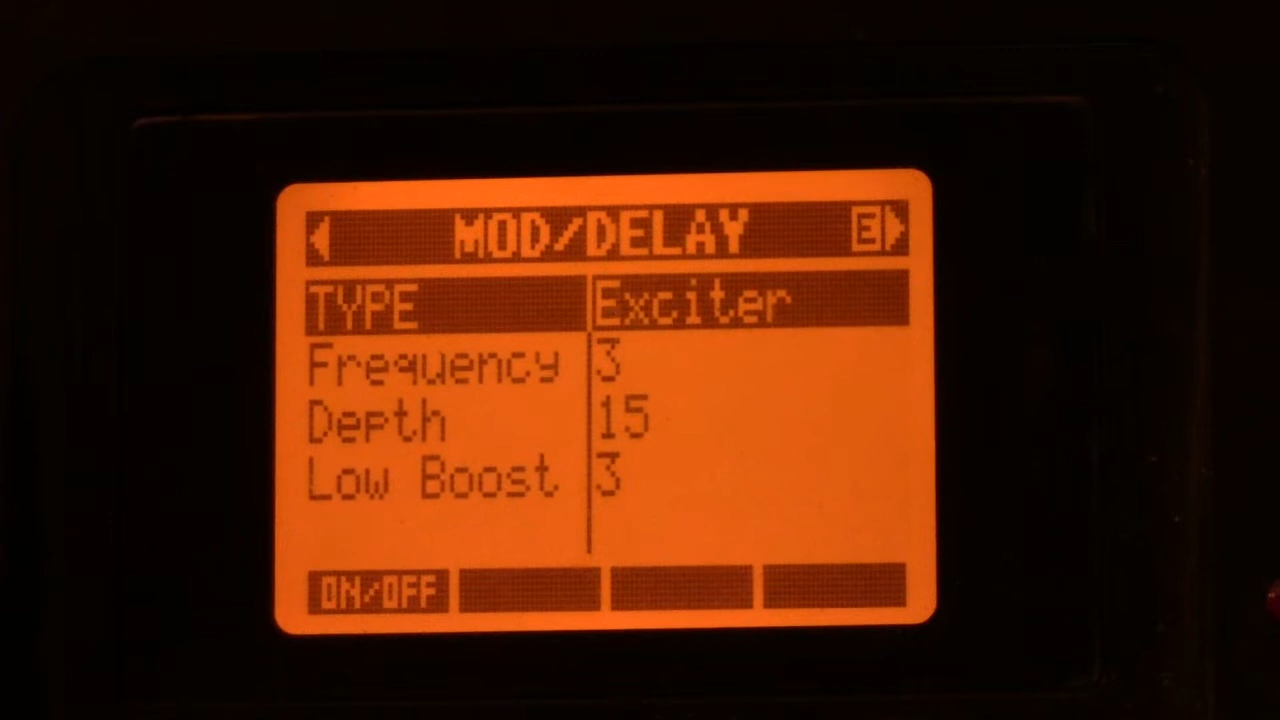 MOD/DELAY E
TYPE Exciter
Frequency 3
Depth 15
Low Boost 3
ON/OFF